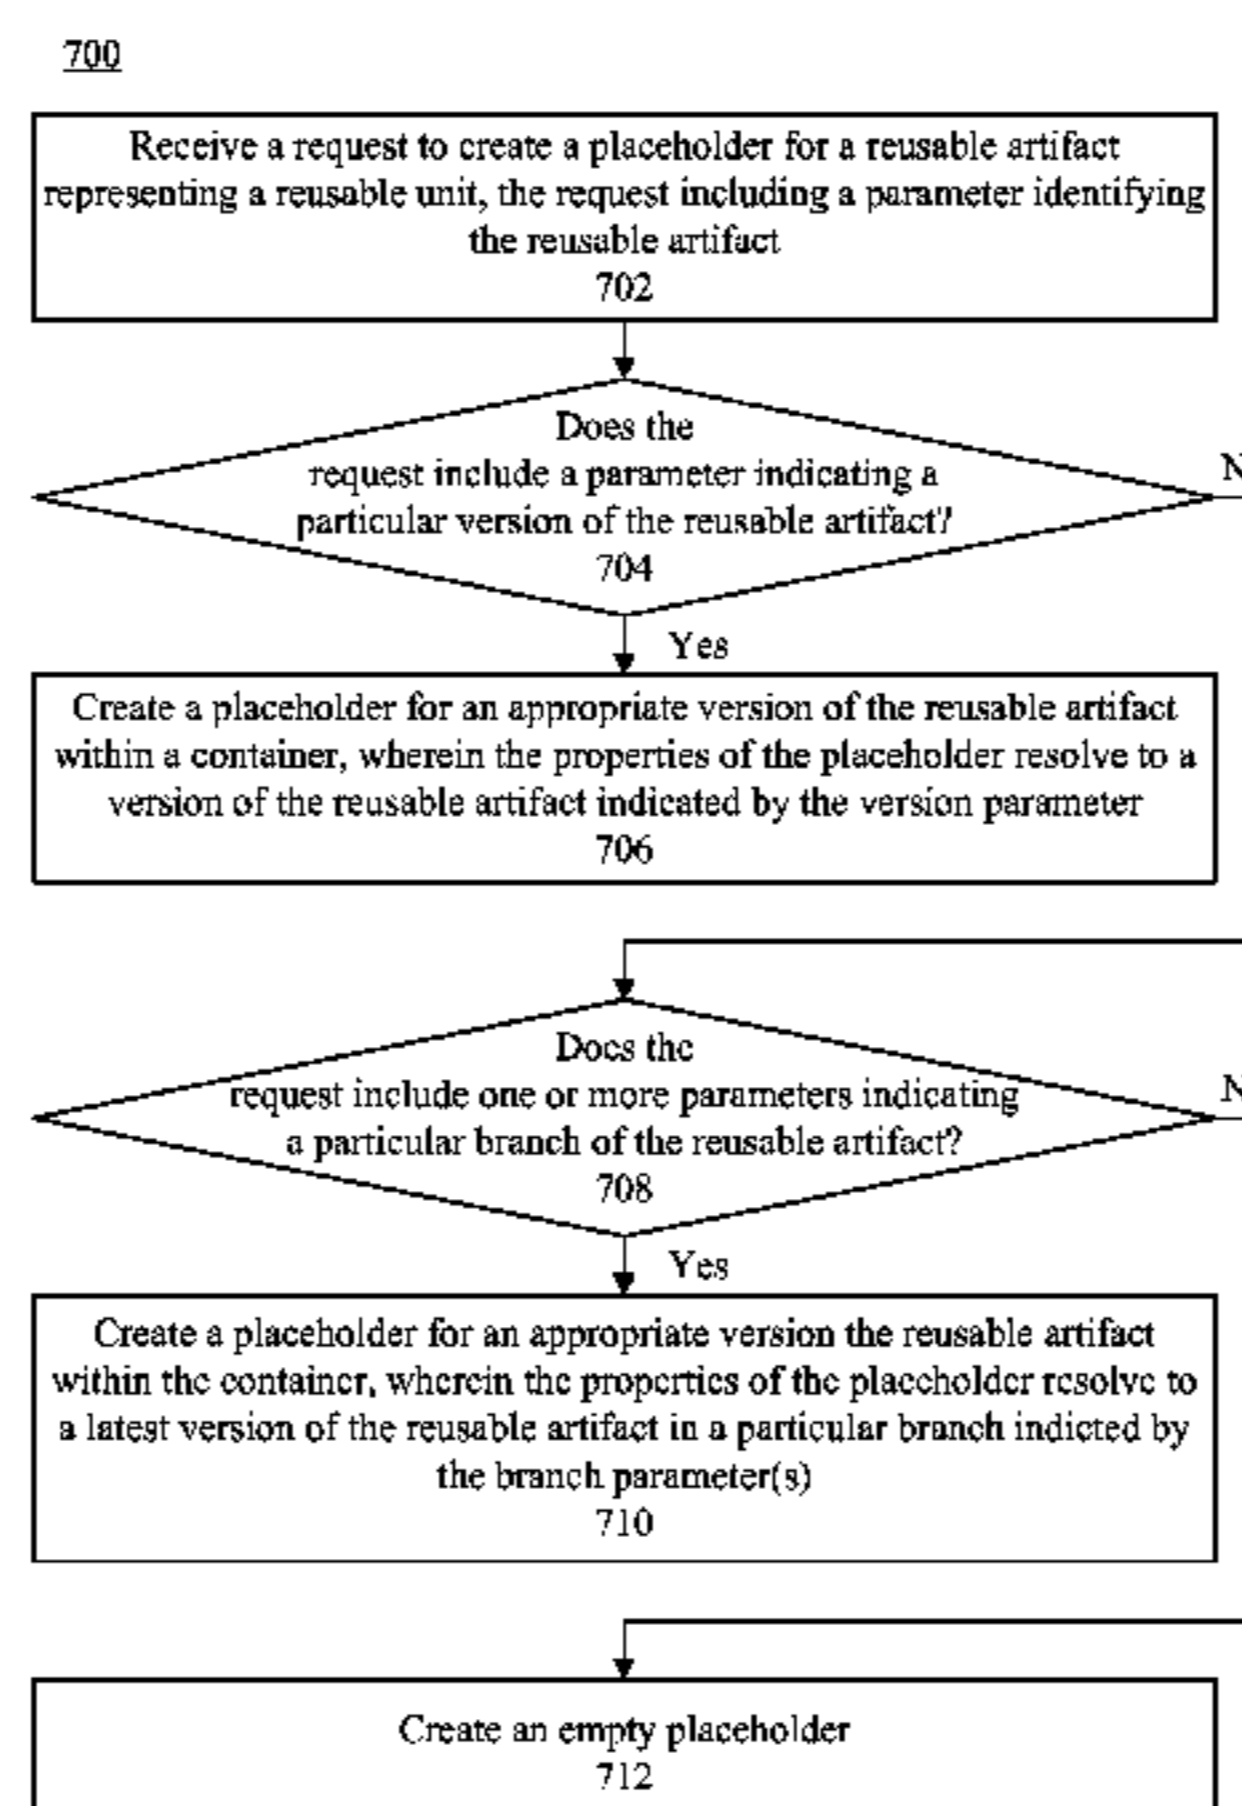 700
Receive a request to create a placeholder for a reusable artifact
representing a reusable unit, the request including a parameter identifying
the reusable artifact
702
Does the
request include a parameter indicating a
particular version of the reusable artifact?
704
Yes
Create a placeholder for an appropriate version of the reusable artifact
within a container, wherein the properties of the placeholder resolve to a
version of the reusable artifact indicated by the version parameter
706
Does the
request include one or more parameters indicating
a particular branch of the reusable artifact?
708
Yes
Create a placeholder for an appropriate version the reusable artifact
within the container, wherein the properties of the placeholder resolve to
a latest version of the reusable artifact in a particular branch indicted by
the branch parameter(s)
710
Create an empty placeholder
712